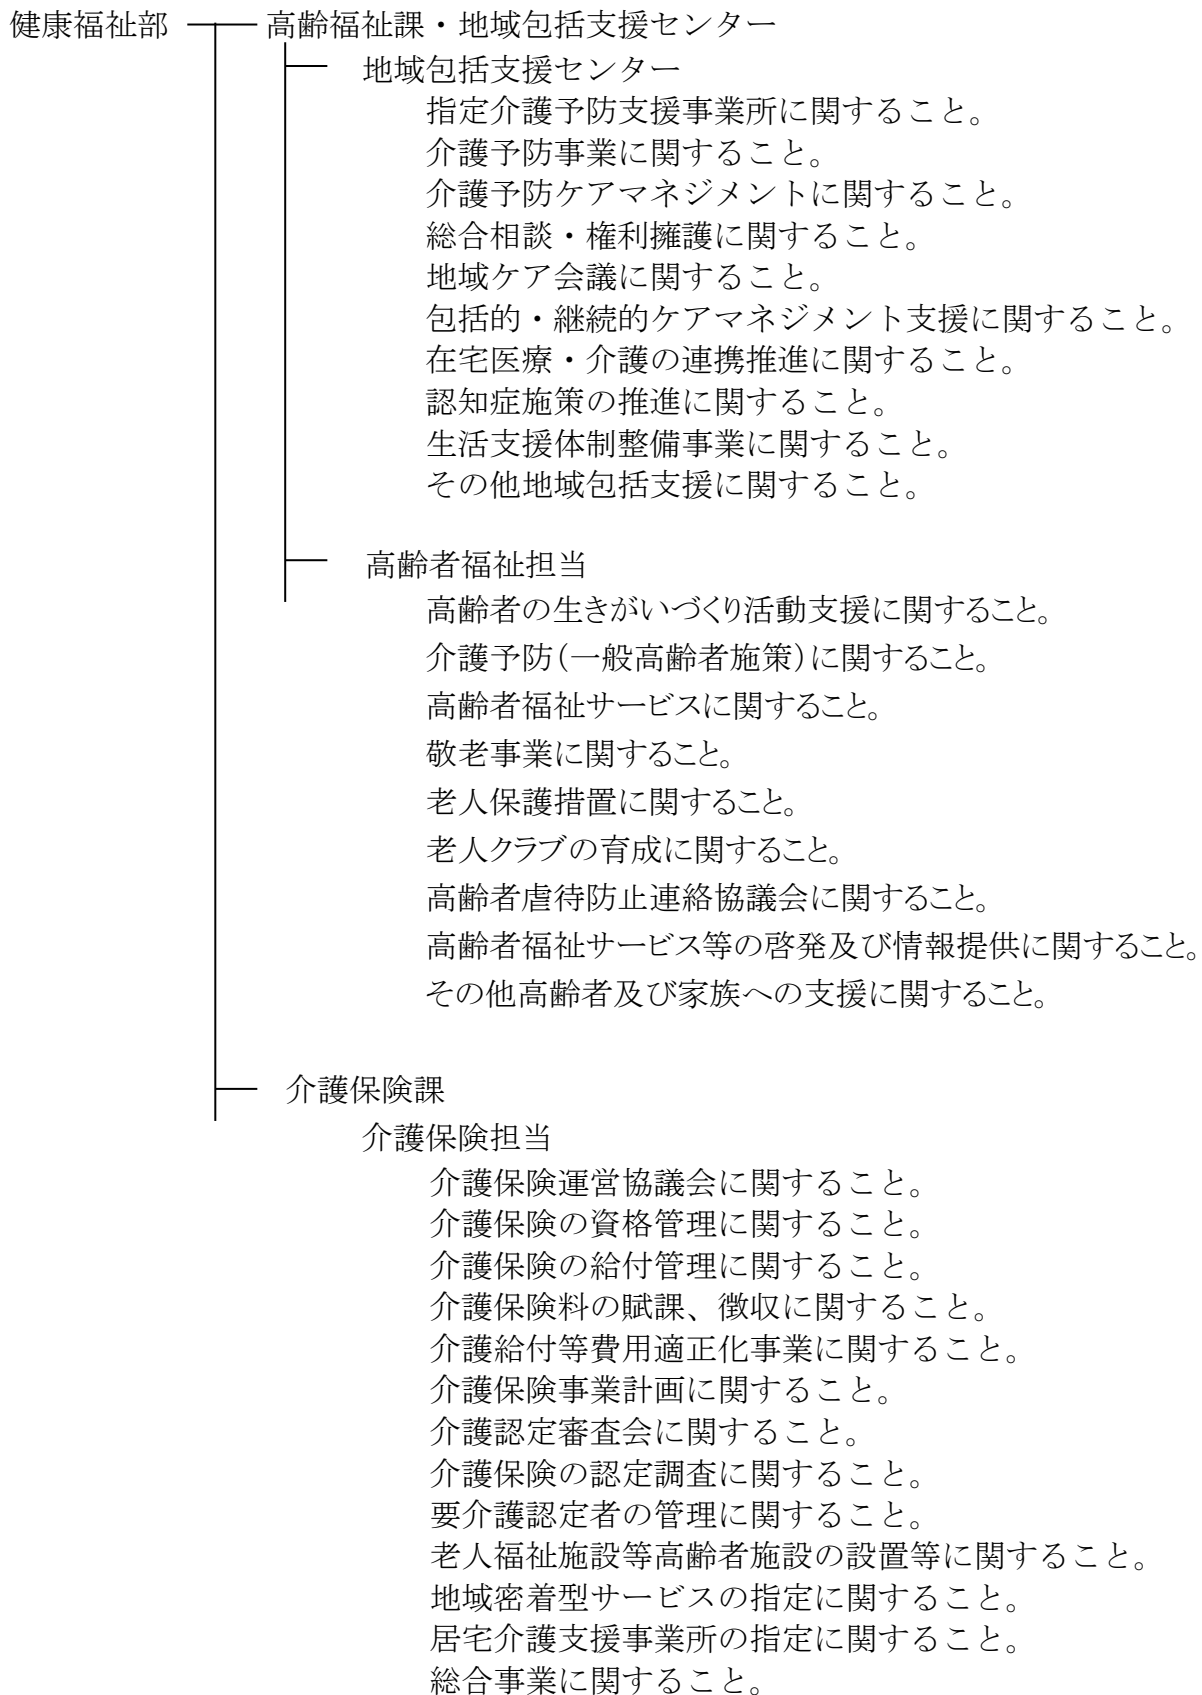 健康福祉部 高齢福祉課・地域包括支援センター
地域包括支援センター
指定介護予防支援事業所に関すること。
介護予防事業に関すること。
介護予防ケアマネジメントに関すること。
総合相談・権利擁護に関すること。
地域ケア会議に関すること。
包括的・継続的ケアマネジメント支援に関すること。
在宅医療・介護の連携推進に関すること。
認知症施策の推進に関すること。
生活支援体制整備事業に関すること。
その他地域包括支援に関すること。
高齢者福祉担当
高齢者の生きがいづくり活動支援に関すること。
介護予防(一般高齢者施策)に関すること。
高齢者福祉サービスに関すること。
敬老事業に関すること。
老人保護措置に関すること。
老人クラブの育成に関すること。
高齢者虐待防止連絡協議会に関すること。
高齢者福祉サービス等の啓発及び情報提供に関すること。
その他高齢者及び家族への支援に関すること。
介護保険課
介護保険担当
介護保険運営協議会に関すること。
介護保険の資格管理に関すること。
介護保険の給付管理に関すること。
介護保険料の賦課、徴収に関すること。
介護給付等費用適正化事業に関すること。
介護保険事業計画に関すること。
介護認定審査会に関すること。
介護保険の認定調査に関すること。
要介護認定者の管理に関すること。
老人福祉施設等高齢者施設の設置等に関すること。
地域密着型サービスの指定に関すること。
居宅介護支援事業所の指定に関すること。
総合事業に関すること。